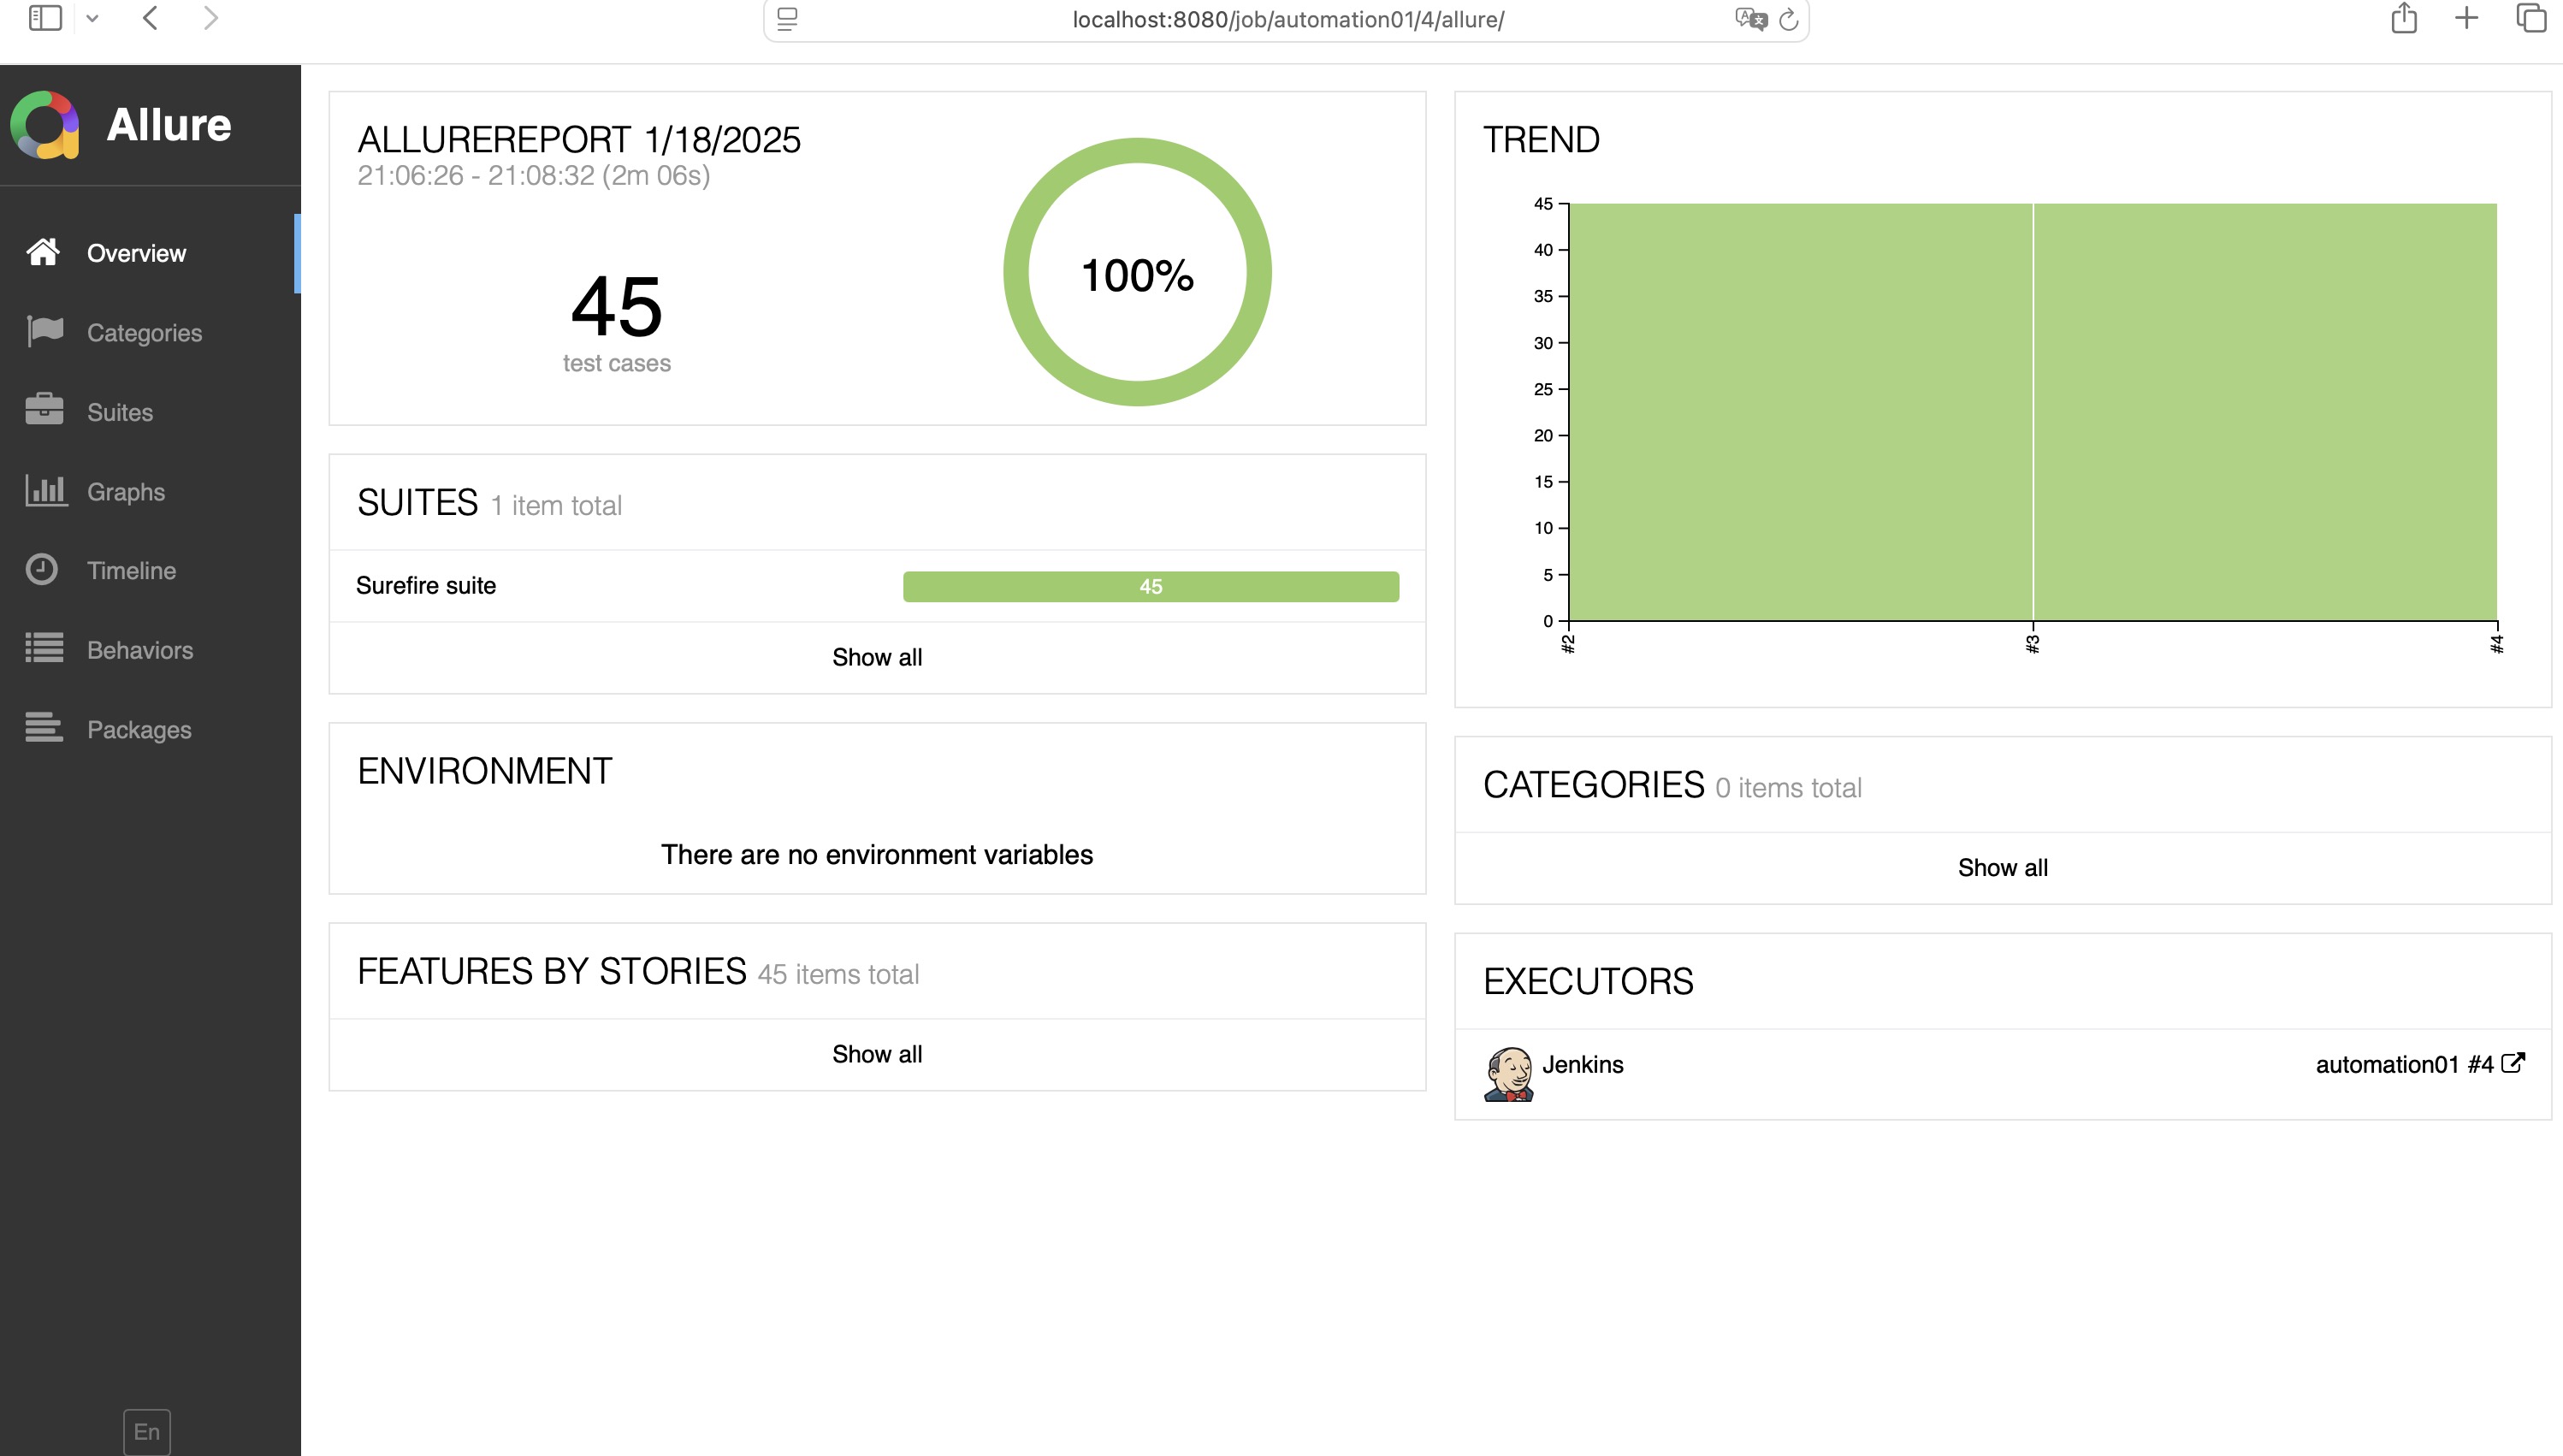 localhost:8080/job/automation01/4/allure/
Allure
Overview
Categories
Suites
Graphs
Timeline
Behaviors
Packages
En
ALLUREREPORT 1/18/2025
21:06:26 - 21:08:32 (2m 06s)
45
test cases
100%
SUITES 1 item total
Surefire suite 45
Show all
ENVIRONMENT
There are no environment variables
FEATURES BY STORIES 45 items total
Show all
TREND
45
40
35
30
25
20
15
10
5
0
#2
#3
#4
CATEGORIES 0 items total
Show all
EXECUTORS
Jenkins automation01 #4